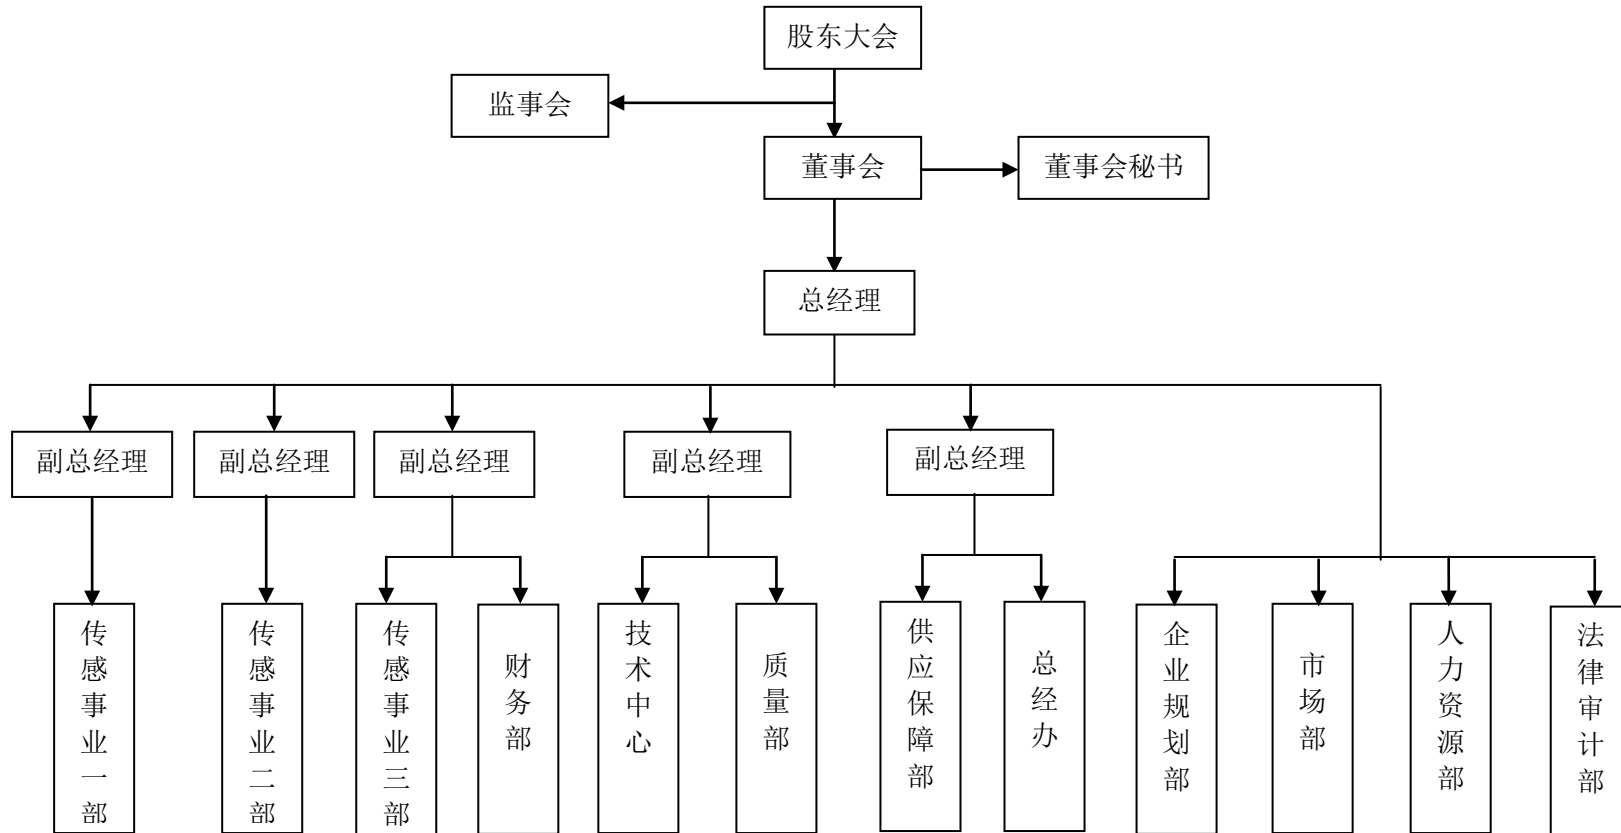 股东大会
监事会
董事会
董事会秘书
总经理
副总经理
副总经理
副总经理
副总经理
副总经理
传感事业一部
传感事业二部
传感事业三部
财务部
技术中心
质量部
供应保障部
总经办
企业规划部
市场部
人力资源部
法律审计部